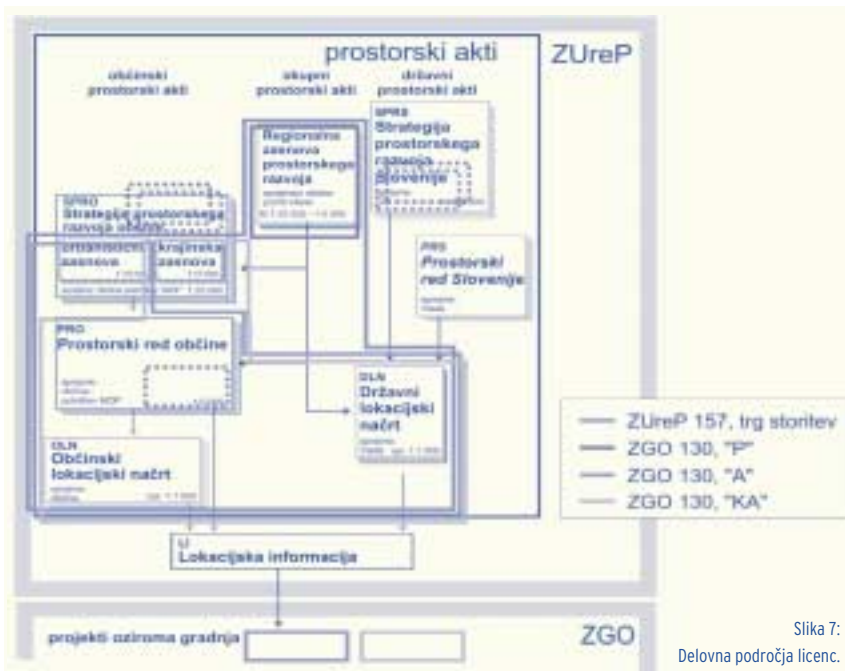 prostorski akti
ZUreP
občinski
prostorski akti
skupni
prostorski akti
državni
prostorski akti
SPRS
Strategija
prostorskega
razvoja
Slovenije
Regionalna
zasnova
prostorskega
razvoja
SPRO
Strategija prostorskega
razvoja občine
urbanistična
zasnova
krajinska
zasnova
PRS
Prostorski
red Slovenije
PRO
Prostorski red občine
DLN
Državni
lokacijski
načrt
OLN
Občinski
lokacijski načrt
LI
Lokacijska informacija
ZUreP 157, trg storitev
ZGO 130, "P"
ZGO 130, "A"
ZGO 130, "KA"
projekti oziroma gradnja
ZGO
Slika 7:
Delovna področja licenc.